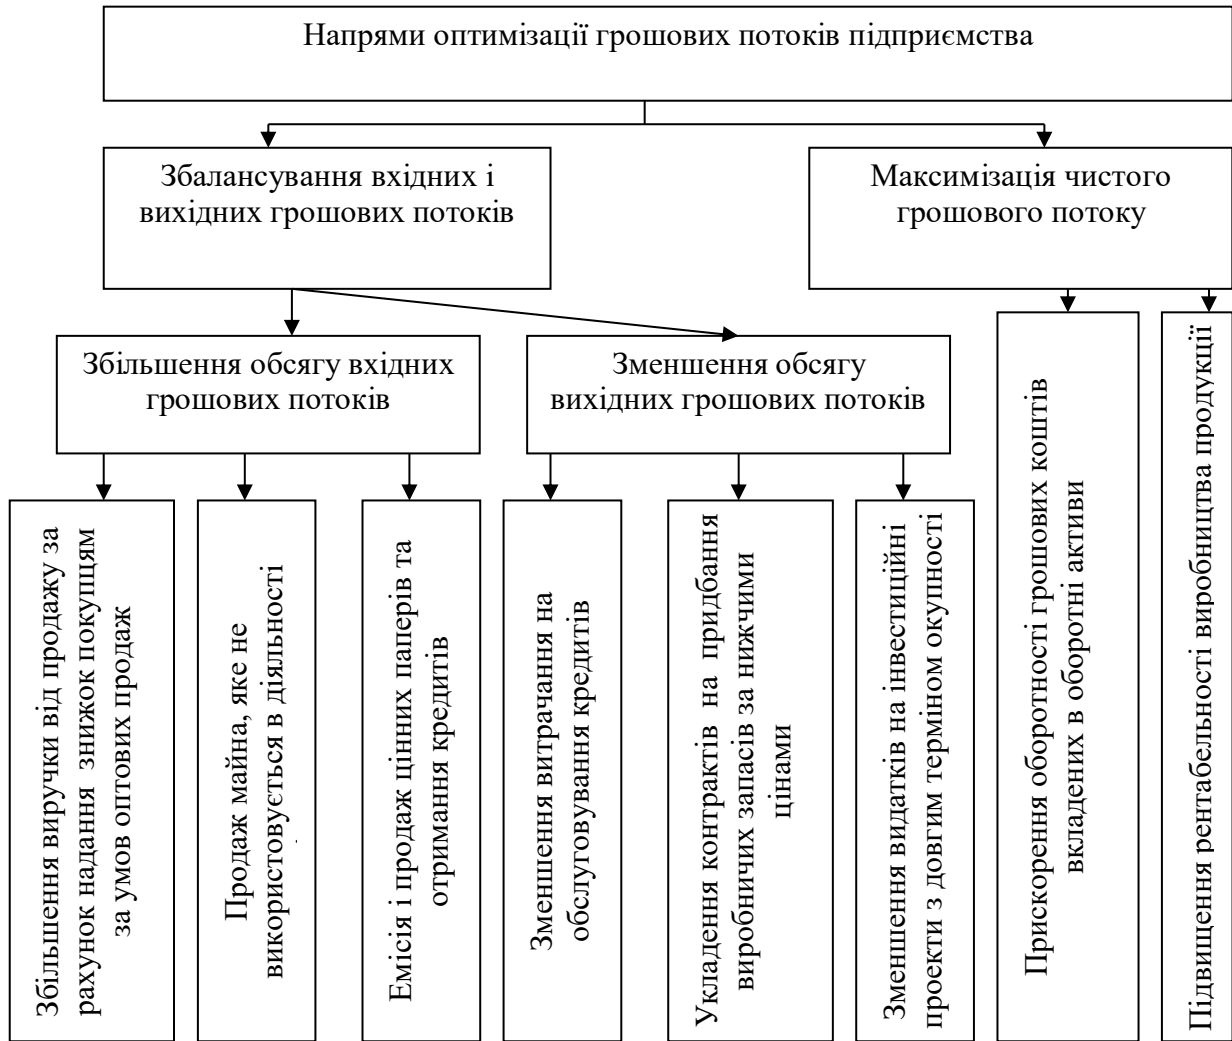 Напрями оптимізації грошових потоків підприємства
Збалансування вхідних і
вихідних грошових потоків
Максимізація чистого
грошового потоку
Збільшення обсягу вхідних
грошових потоків
Зменшення обсягу
вихідних грошових потоків
Збільшення виручки від продажу за
рахунок надання знижок покупцям
за умов оптових продаж
Продаж майна, яке не
використовується в діяльності
Емісія і продаж цінних паперів та
отримання кредитів
Зменшення витрачання на
обслуговування кредитів
Укладення контрактів на придбання
виробничих запасів за нижчими
цінами
Зменшення видатків на інвестиційні
проекти з довгим терміном окупності
Прискорення оборотності грошових коштів
вкладених в оборотні активи
Підвищення рентабельності виробництва продукції